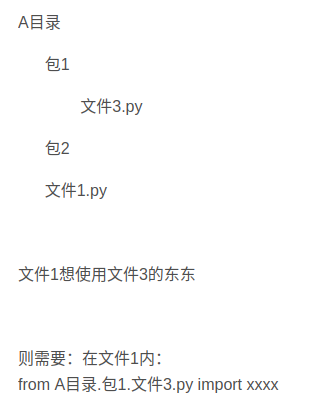 A目录
包1
文件3.py
包2
文件1.py
文件1想使用文件3的东东
则需要：在文件1内：
from A目录.包1.文件3.py import xxxx